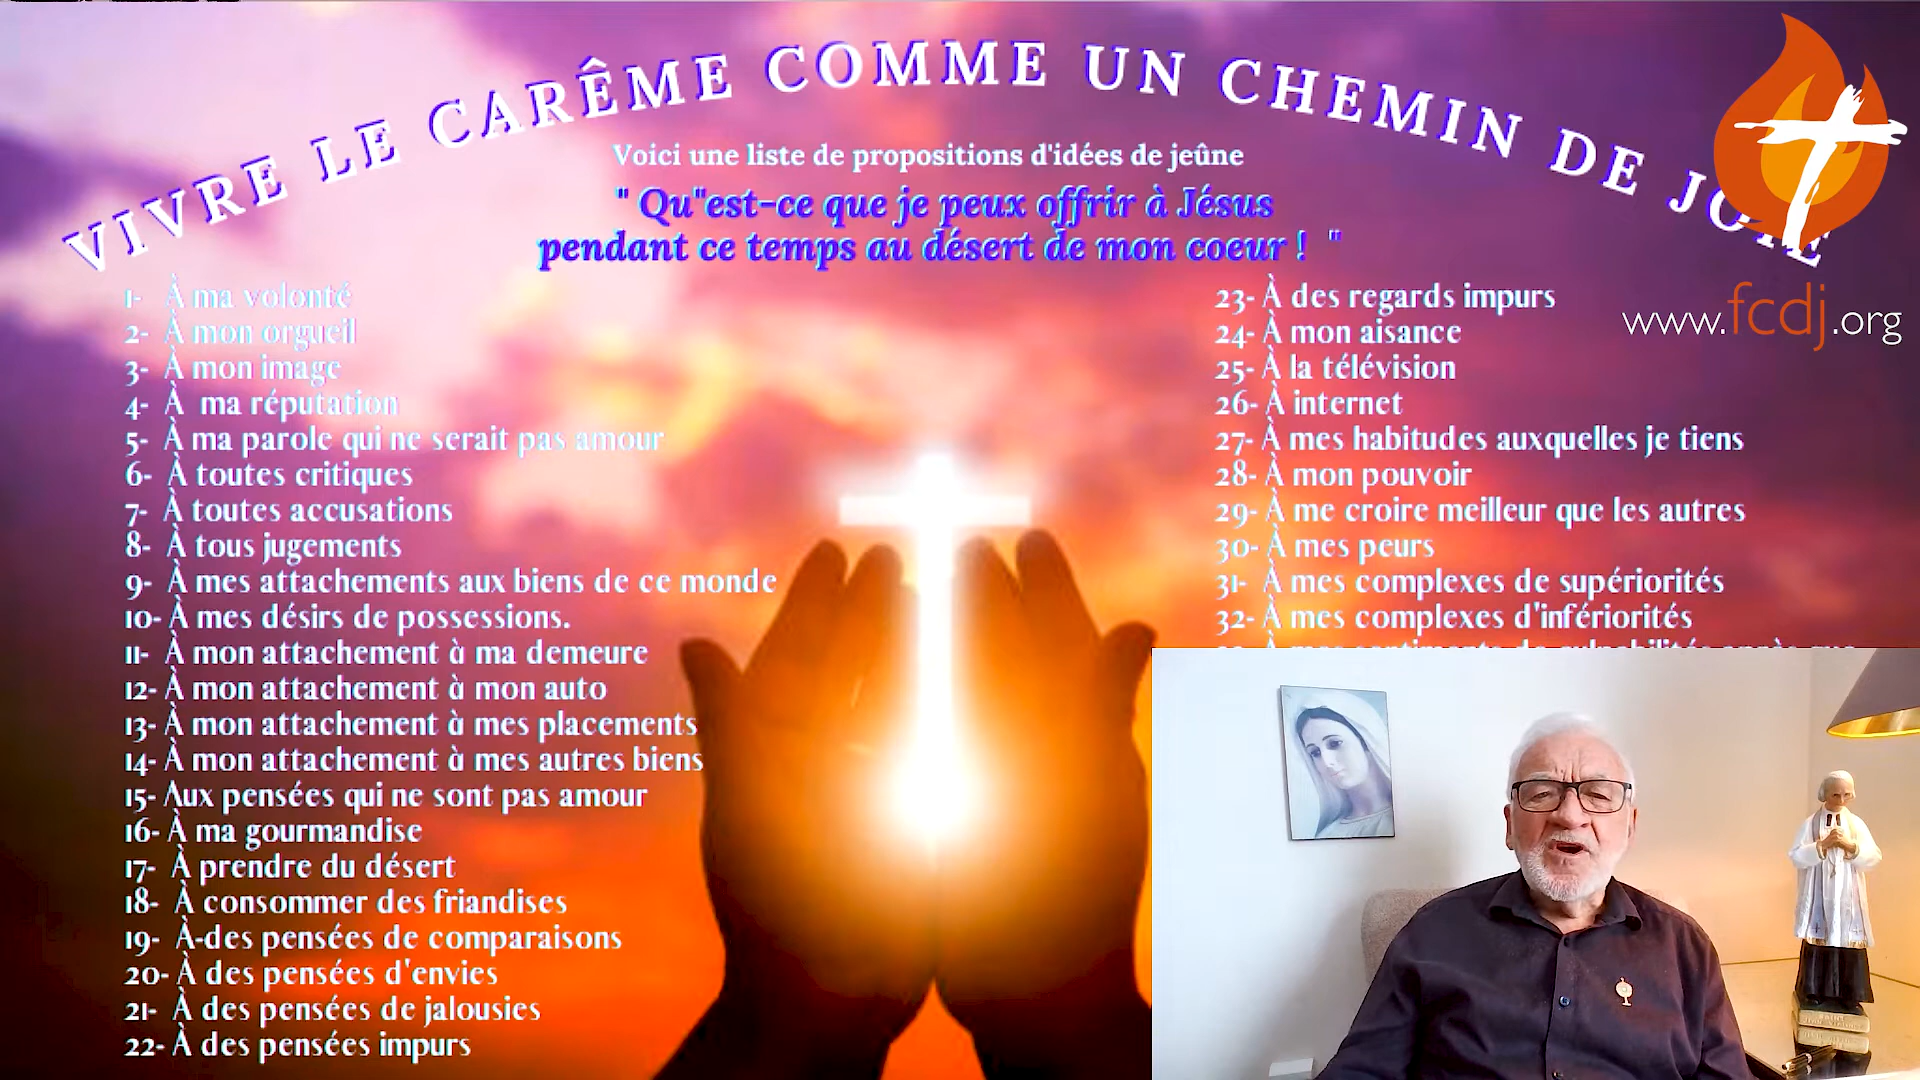 VIVRE LE CARÊME COMME UN CHEMIN DE JOIE
Voici une liste de propositions d'idées de jeûne
" Qu"est-ce que je peux offrir à Jésus
pendant ce temps au désert de mon coeur ! "
1- À ma volonté
2- À mon orgueil
3- À mon image
4- À ma réputation
5- À ma parole qui ne serait pas amour
6- À toutes critiques
7- À toutes accusations
8- À tous jugements
9- À mes attachements aux biens de ce monde
10- À mes désirs de possessions.
11- À mon attachement à ma demeure
12- À mon attachement à mon auto
13- À mon attachement à mes placements
14- À mon attachement à mes autres biens
15- Aux pensées qui ne sont pas amour
16- À ma gourmandise
17- À prendre du désert
18- À consommer des friandises
19- À-des pensées de comparaisons
20- À des pensées d'envies
21- À des pensées de jalousies
22- À des pensées impurs
23- À des regards impurs
24- À mon aisance
25- À la télévision
26- À internet
27- À mes habitudes auxquelles je tiens
28- À mon pouvoir
29- À me croire meilleur que les autres
30- À mes peurs
31- À mes complexes de supériorités
32- À mes complexes d'infériorités
www.fcdj.org